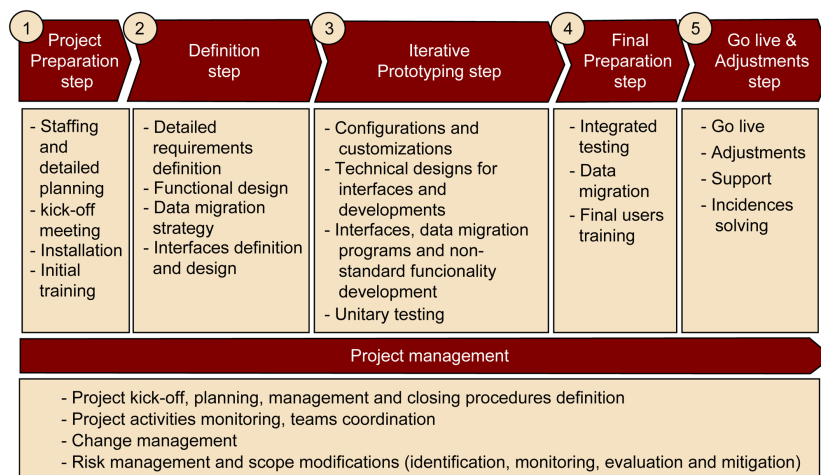 1
Project
Preparation
step
2
Definition
step
3
Iterative
Prototyping step
4
Final
Preparation
step
5
Go live &
Adjustments
step
- Staffing
and
detailed
planning
- kick-off
meeting
- Installation
- Initial
training
- Detailed
requirements
definition
- Functional design
- Data migration
strategy
- Interfaces definition
and design
- Configurations and
customizations
- Technical designs for
interfaces and
developments
- Interfaces, data migration
programs and non-
standard funcionality
development
- Unitary testing
- Integrated
testing
- Data
migration
- Final users
training
- Go live
- Adjustments
- Support
- Incidences
solving
Project management
- Project kick-off, planning, management and closing procedures definition
- Project activities monitoring, teams coordination
- Change management
- Risk management and scope modifications (identification, monitoring, evaluation and mitigation)